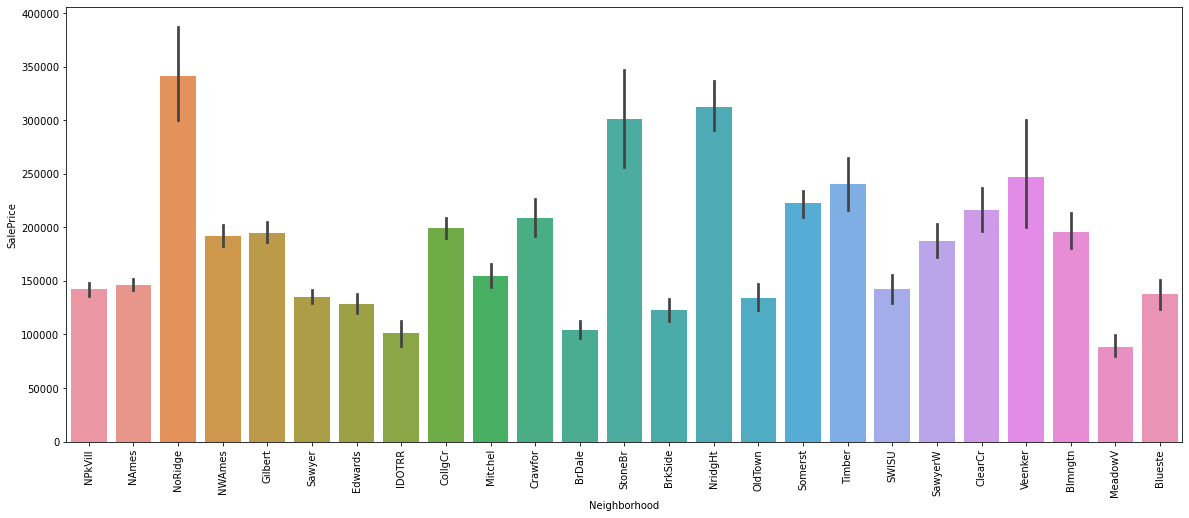 400000
350000
300000
250000
200000
150000
100000
50000
0
SalePrice
NPkVill
NAmes
NoRidge
NWAmes
Gilbert
Sawyer
Edwards
IDOTRR
CollgCr
Mitchel
Crawfor
BrDale
StoneBr
BrkSide
NridgHt
OldTown
Somerst
Timber
SWISU
SawyerW
ClearCr
Veenker
Blmngtn
MeadowV
Blueste
Neighborhood